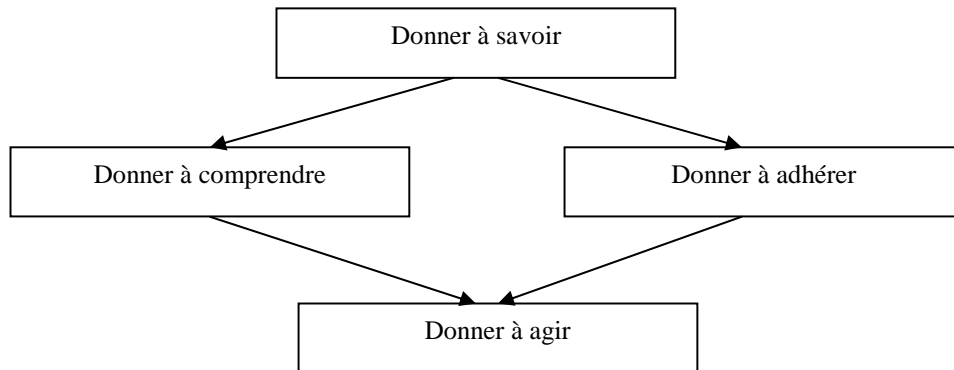 Donner à savoir
Donner à comprendre
Donner à adhérer
Donner à agir